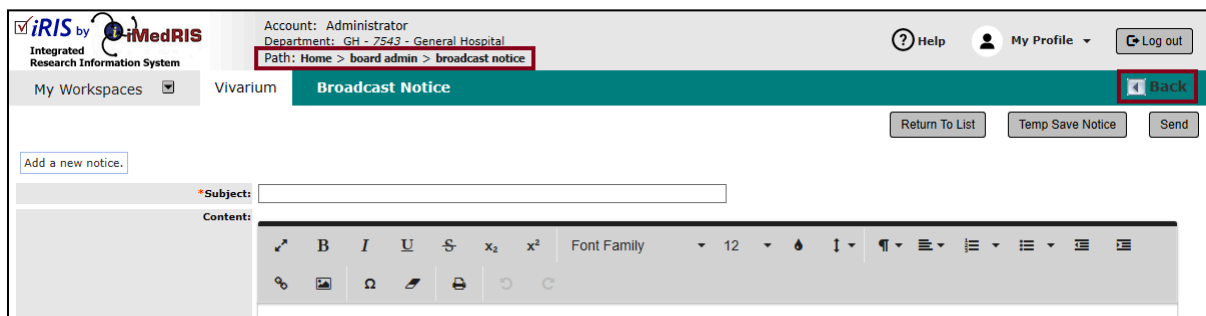 iRIS by iMedRIS
Integrated
Research Information System
Account: Administrator
Department: GH - 7543 - General Hospital
Path: Home > board admin > broadcast notice
Help
My Profile
Log out
My Workspaces
Vivarium
Broadcast Notice
Back
Return To List
Temp Save Notice
Send
Add a new notice.
*Subject:
Content:
B I U S x₂ x² Font Family 12 ¶
Ω